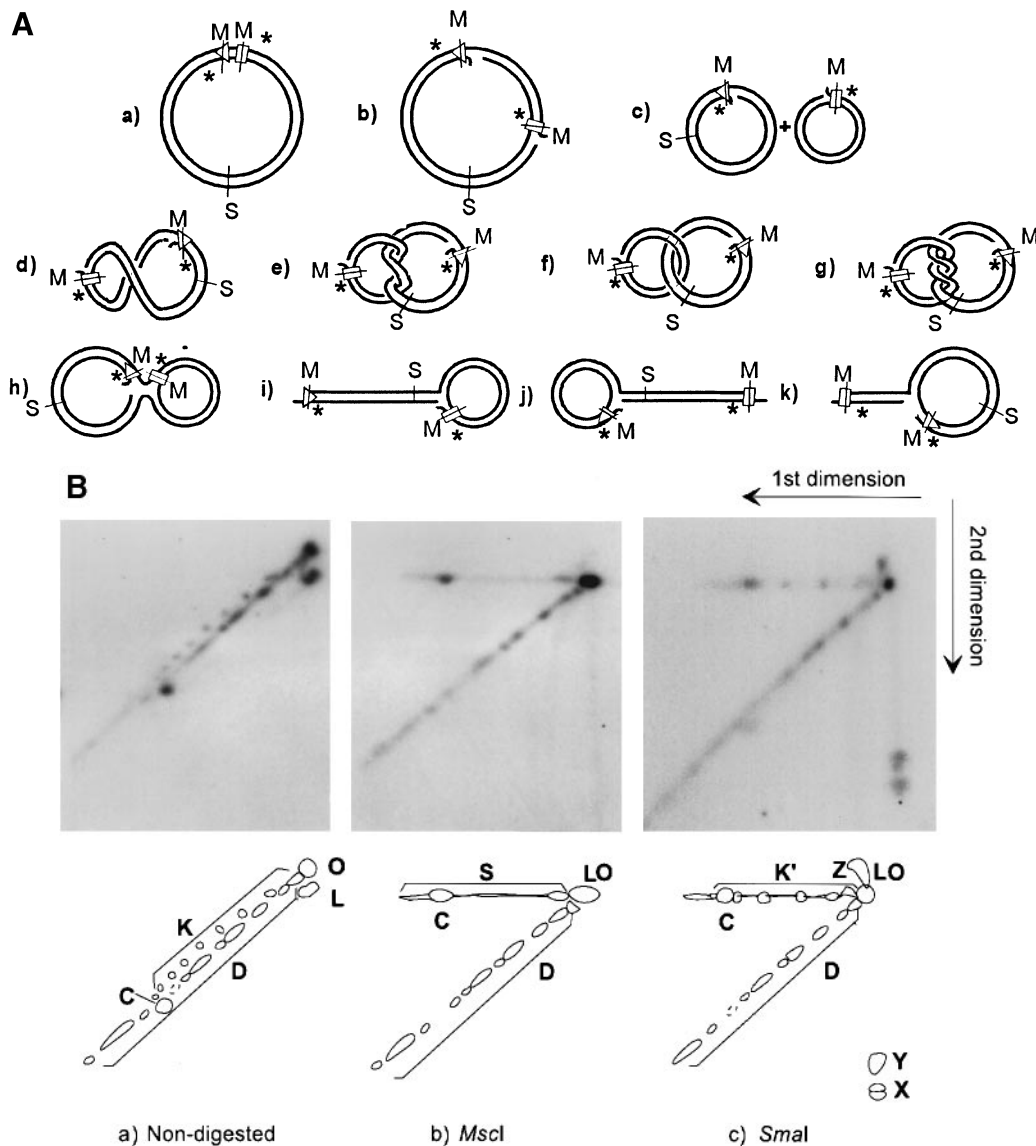 A
M * M * M M M
a) * b) * M c) * * 
S S S +
M M M M M M M
d) M * * S e) * * S f) * * S g) M * * S
h) S * M * M i) M * S M * j) S M * * M k) M * M * S
B
1st dimension
2nd dimension
O
L
K
D
C
S
LO
C
D
K'
Z LO
C
D
Y
X
a) Non-digested b) MscI c) SmaI